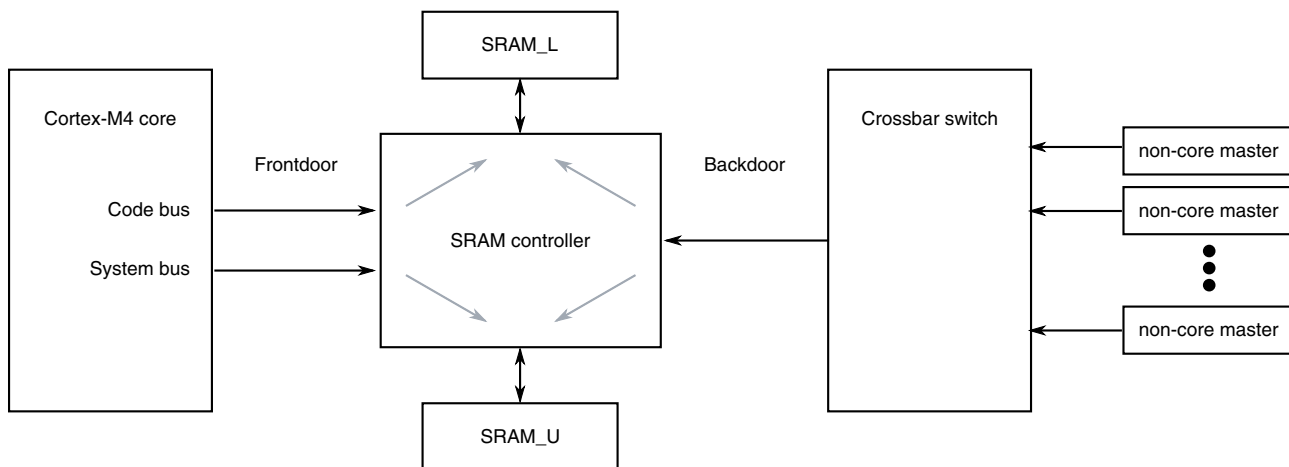 SRAM_L
Cortex-M4 core
Crossbar switch
non-core master
Frontdoor
Backdoor
Code bus
non-core master
SRAM controller
System bus
non-core master
SRAM_U